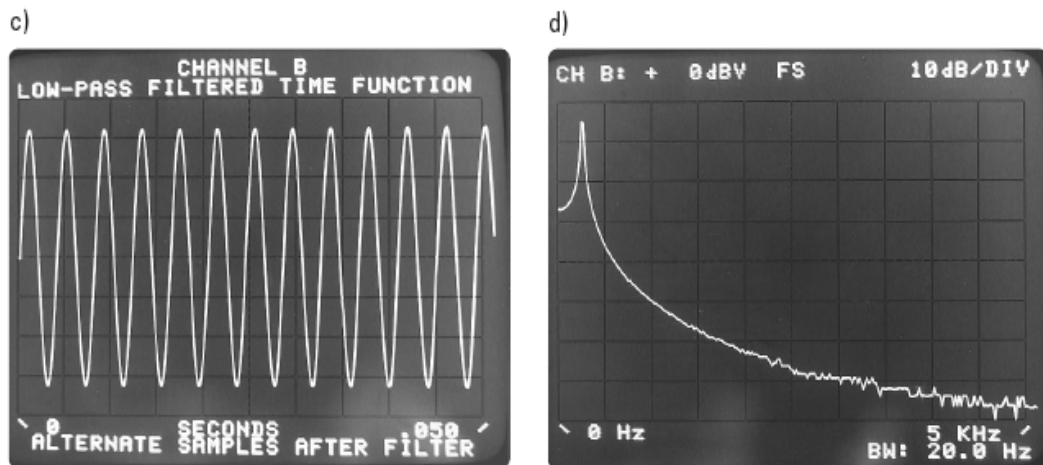 c)
CHANNEL B
LOW-PASS FILTERED TIME FUNCTION
0 SECONDS .050
ALTERNATE SAMPLES AFTER FILTER
d)
CH B: + 0dBV FS 10dB/DIV
0 Hz 5 KHz
BW: 20.0 Hz